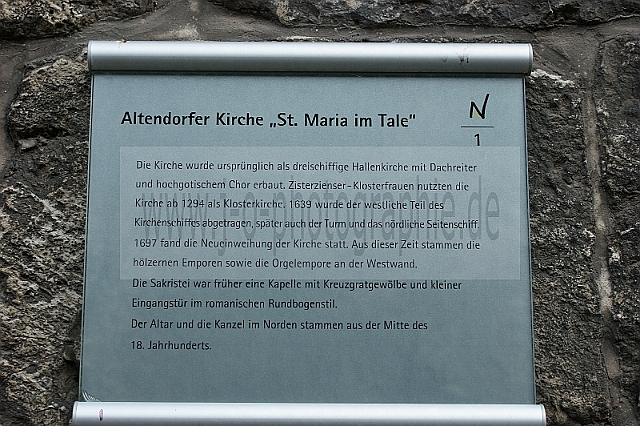 Altendorfer Kirche „St. Maria im Tale"
N
1
Die Kirche wurde ursprünglich als dreischiffige Hallenkirche mit Dachreiter
und hochgotischem Chor erbaut. Zisterzienser-Klosterfrauen nutzten die
Kirche ab 1294 als Klosterkirche. 1639 wurde der westliche Teil des
Kirchenschiffes abgetragen, später auch der Turm und das nördliche Seitenschiff.
1697 fand die Neueinweihung der Kirche statt. Aus dieser Zeit stammen die
hölzernen Emporen sowie die Orgelempore an der Westwand.
Die Sakristei war früher eine Kapelle mit Kreuzgratgewölbe und kleiner
Eingangstür im romanischen Rundbogenstil.
Der Altar und die Kanzel im Norden stammen aus der Mitte des
18. Jahrhunderts.